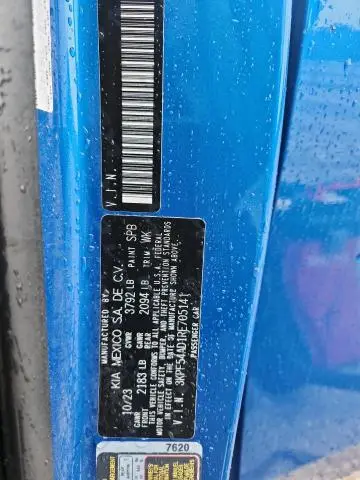 V.I.N.
MANUFACTURED BY
KIA MEXICO S.A. DE C.V.
10/23 GVWR 3792 LB PAINT SPB
GAWR FRONT 2183 LB GAWR REAR 2094 LB TRIM WK
THIS VEHICLE CONFORMS TO ALL APPLICABLE U.S.A. FEDERAL
MOTOR VEHICLE SAFETY, BUMPER, AND THEFT PREVENTION STANDARDS
IN EFFECT ON THE DATE OF MANUFACTURE SHOWN ABOVE.
V.I.N. 3KPF54AD1RE705141
PASSENGER CAR
7620